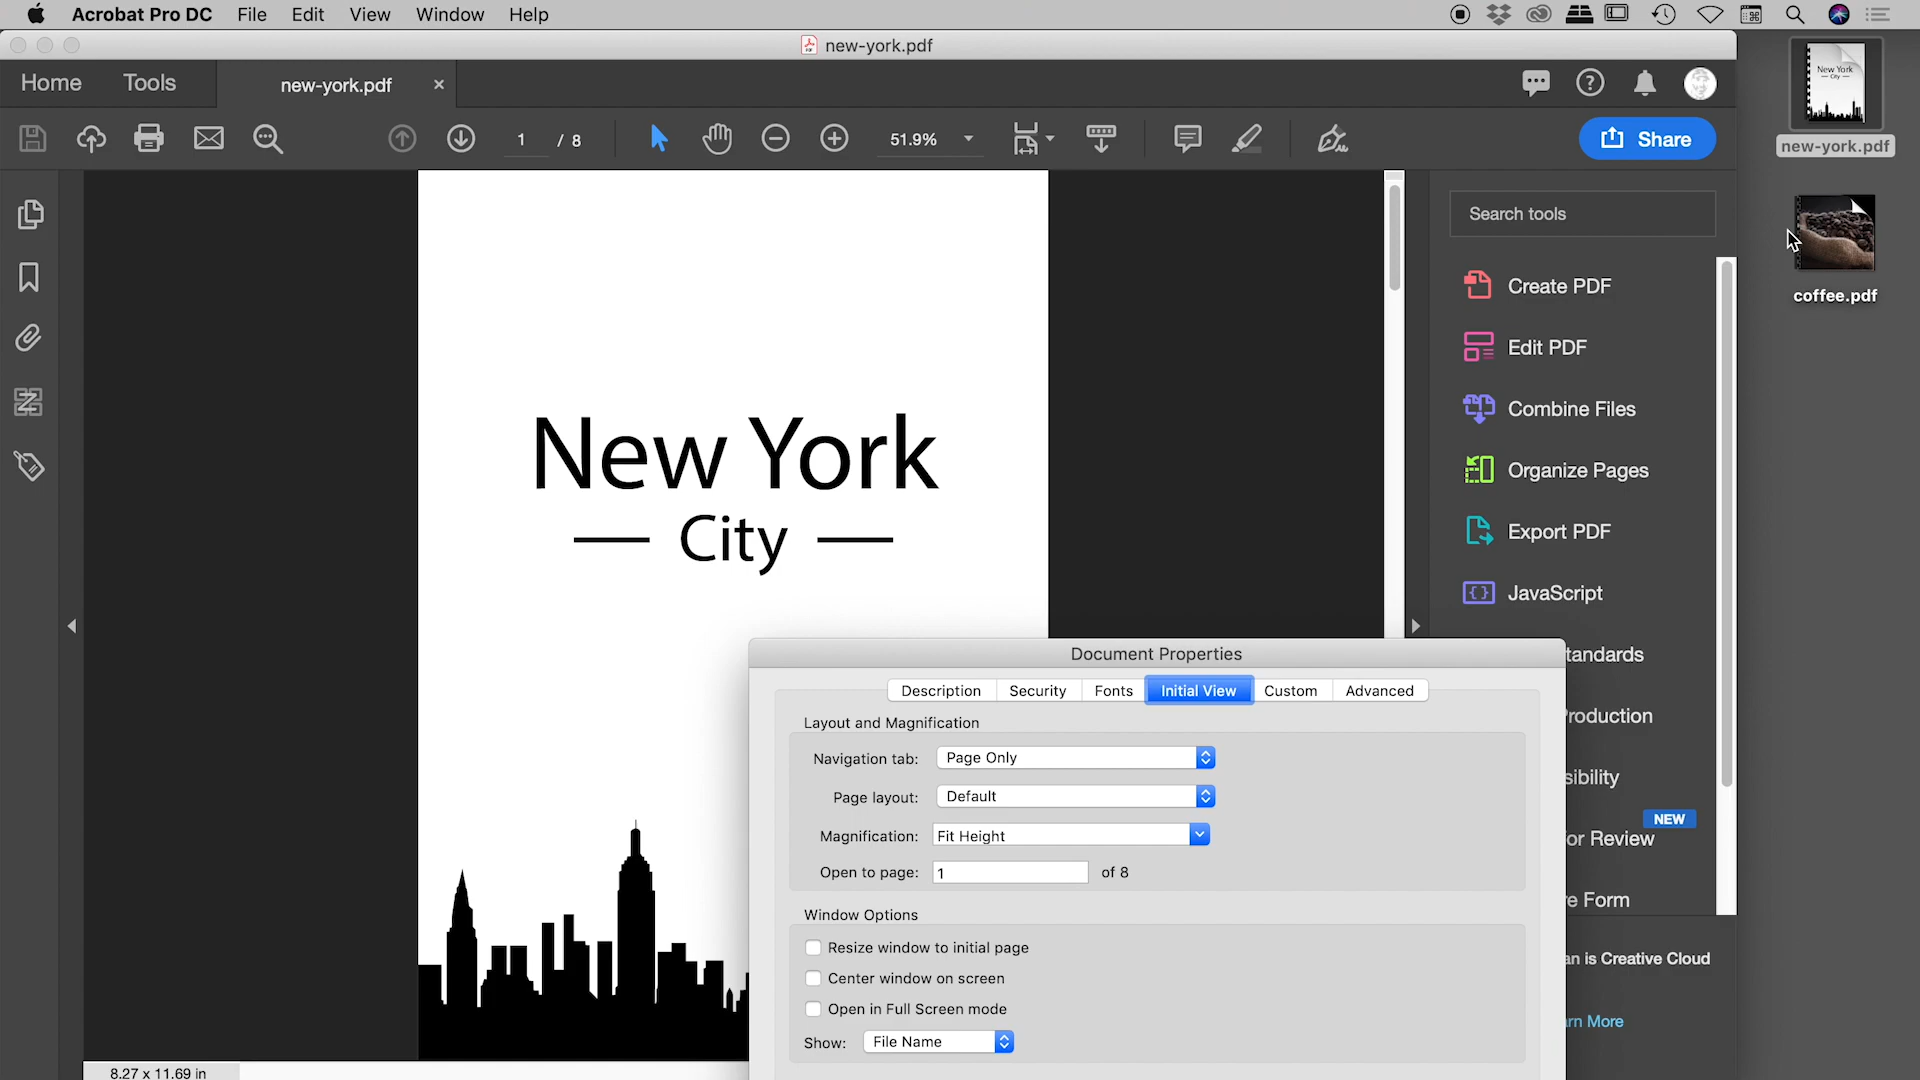 Acrobat Pro DC File Edit View Window Help
new-york.pdf
Home Tools new-york.pdf
1 / 8 51.9% Share
New York
City
new-york.pdf
coffee.pdf
New York
City
Search tools
Create PDF
Edit PDF
Combine Files
Organize Pages
Export PDF
JavaScript
tandards
roduction
sibility
NEW
or Review
e Form
an is Creative Cloud
rn More
Document Properties
Description Security Fonts Initial View Custom Advanced
Layout and Magnification
Navigation tab: Page Only
Page layout: Default
Magnification: Fit Height
Open to page: 1 of 8
Window Options
Resize window to initial page
Center window on screen
Open in Full Screen mode
Show: File Name
8.27 x 11.69 in